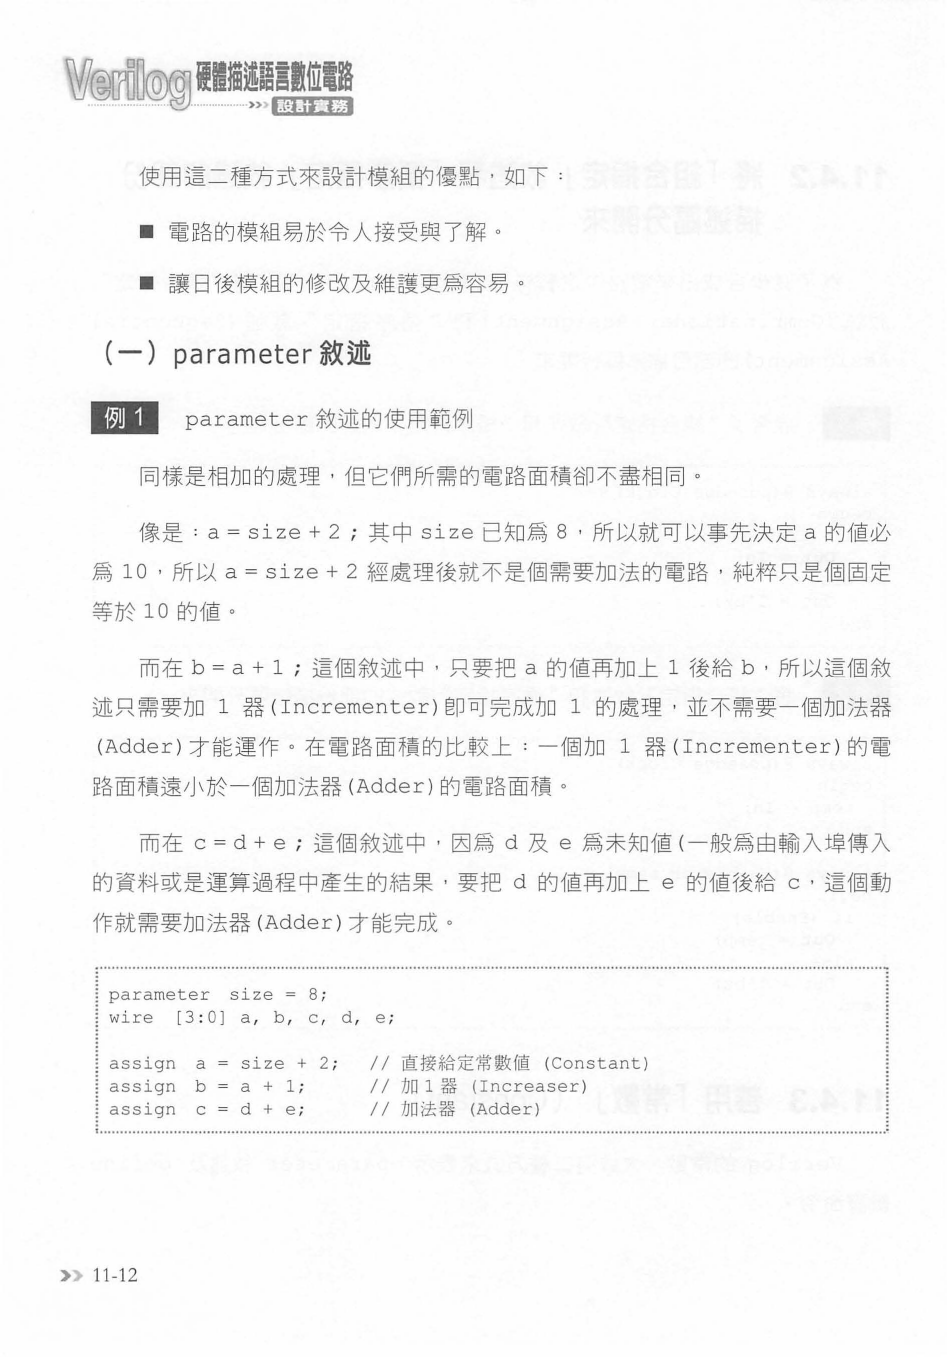 Verilog 硬體描述語言數位電路
設計實務
使用這二種方式來設計模組的優點，如下：
■ 電路的模組易於令人接受與了解。
■ 讓日後模組的修改及維護更為容易。
（一）parameter 敘述
例 1 parameter 敘述的使用範例
同樣是相加的處理，但它們所需的電路面積卻不盡相同。
像是：a = size + 2 ; 其中 size 已知為 8，所以就可以事先決定 a 的值必
為 10，所以 a = size + 2 經處理後就不是個需要加法的電路，純粹只是個固定
等於 10 的值。
而在 b = a + 1 ; 這個敘述中，只要把 a 的值再加上 1 後給 b，所以這個敘
述只需要加 1 器(Incrementer)即可完成加 1 的處理，並不需要一個加法器
(Adder)才能運作。在電路面積的比較上：一個加 1 器(Incrementer)的電
路面積遠小於一個加法器(Adder)的電路面積。
而在 c = d + e ; 這個敘述中，因為 d 及 e 為未知值(一般為由輸入埠傳入
的資料或是運算過程中產生的結果，要把 d 的值再加上 e 的值後給 c，這個動
作就需要加法器(Adder)才能完成。
parameter size = 8;
wire [3:0] a, b, c, d, e;
assign a = size + 2; // 直接給定常數值 (Constant)
assign b = a + 1; // 加1器 (Increaser)
assign c = d + e; // 加法器 (Adder)
11-12